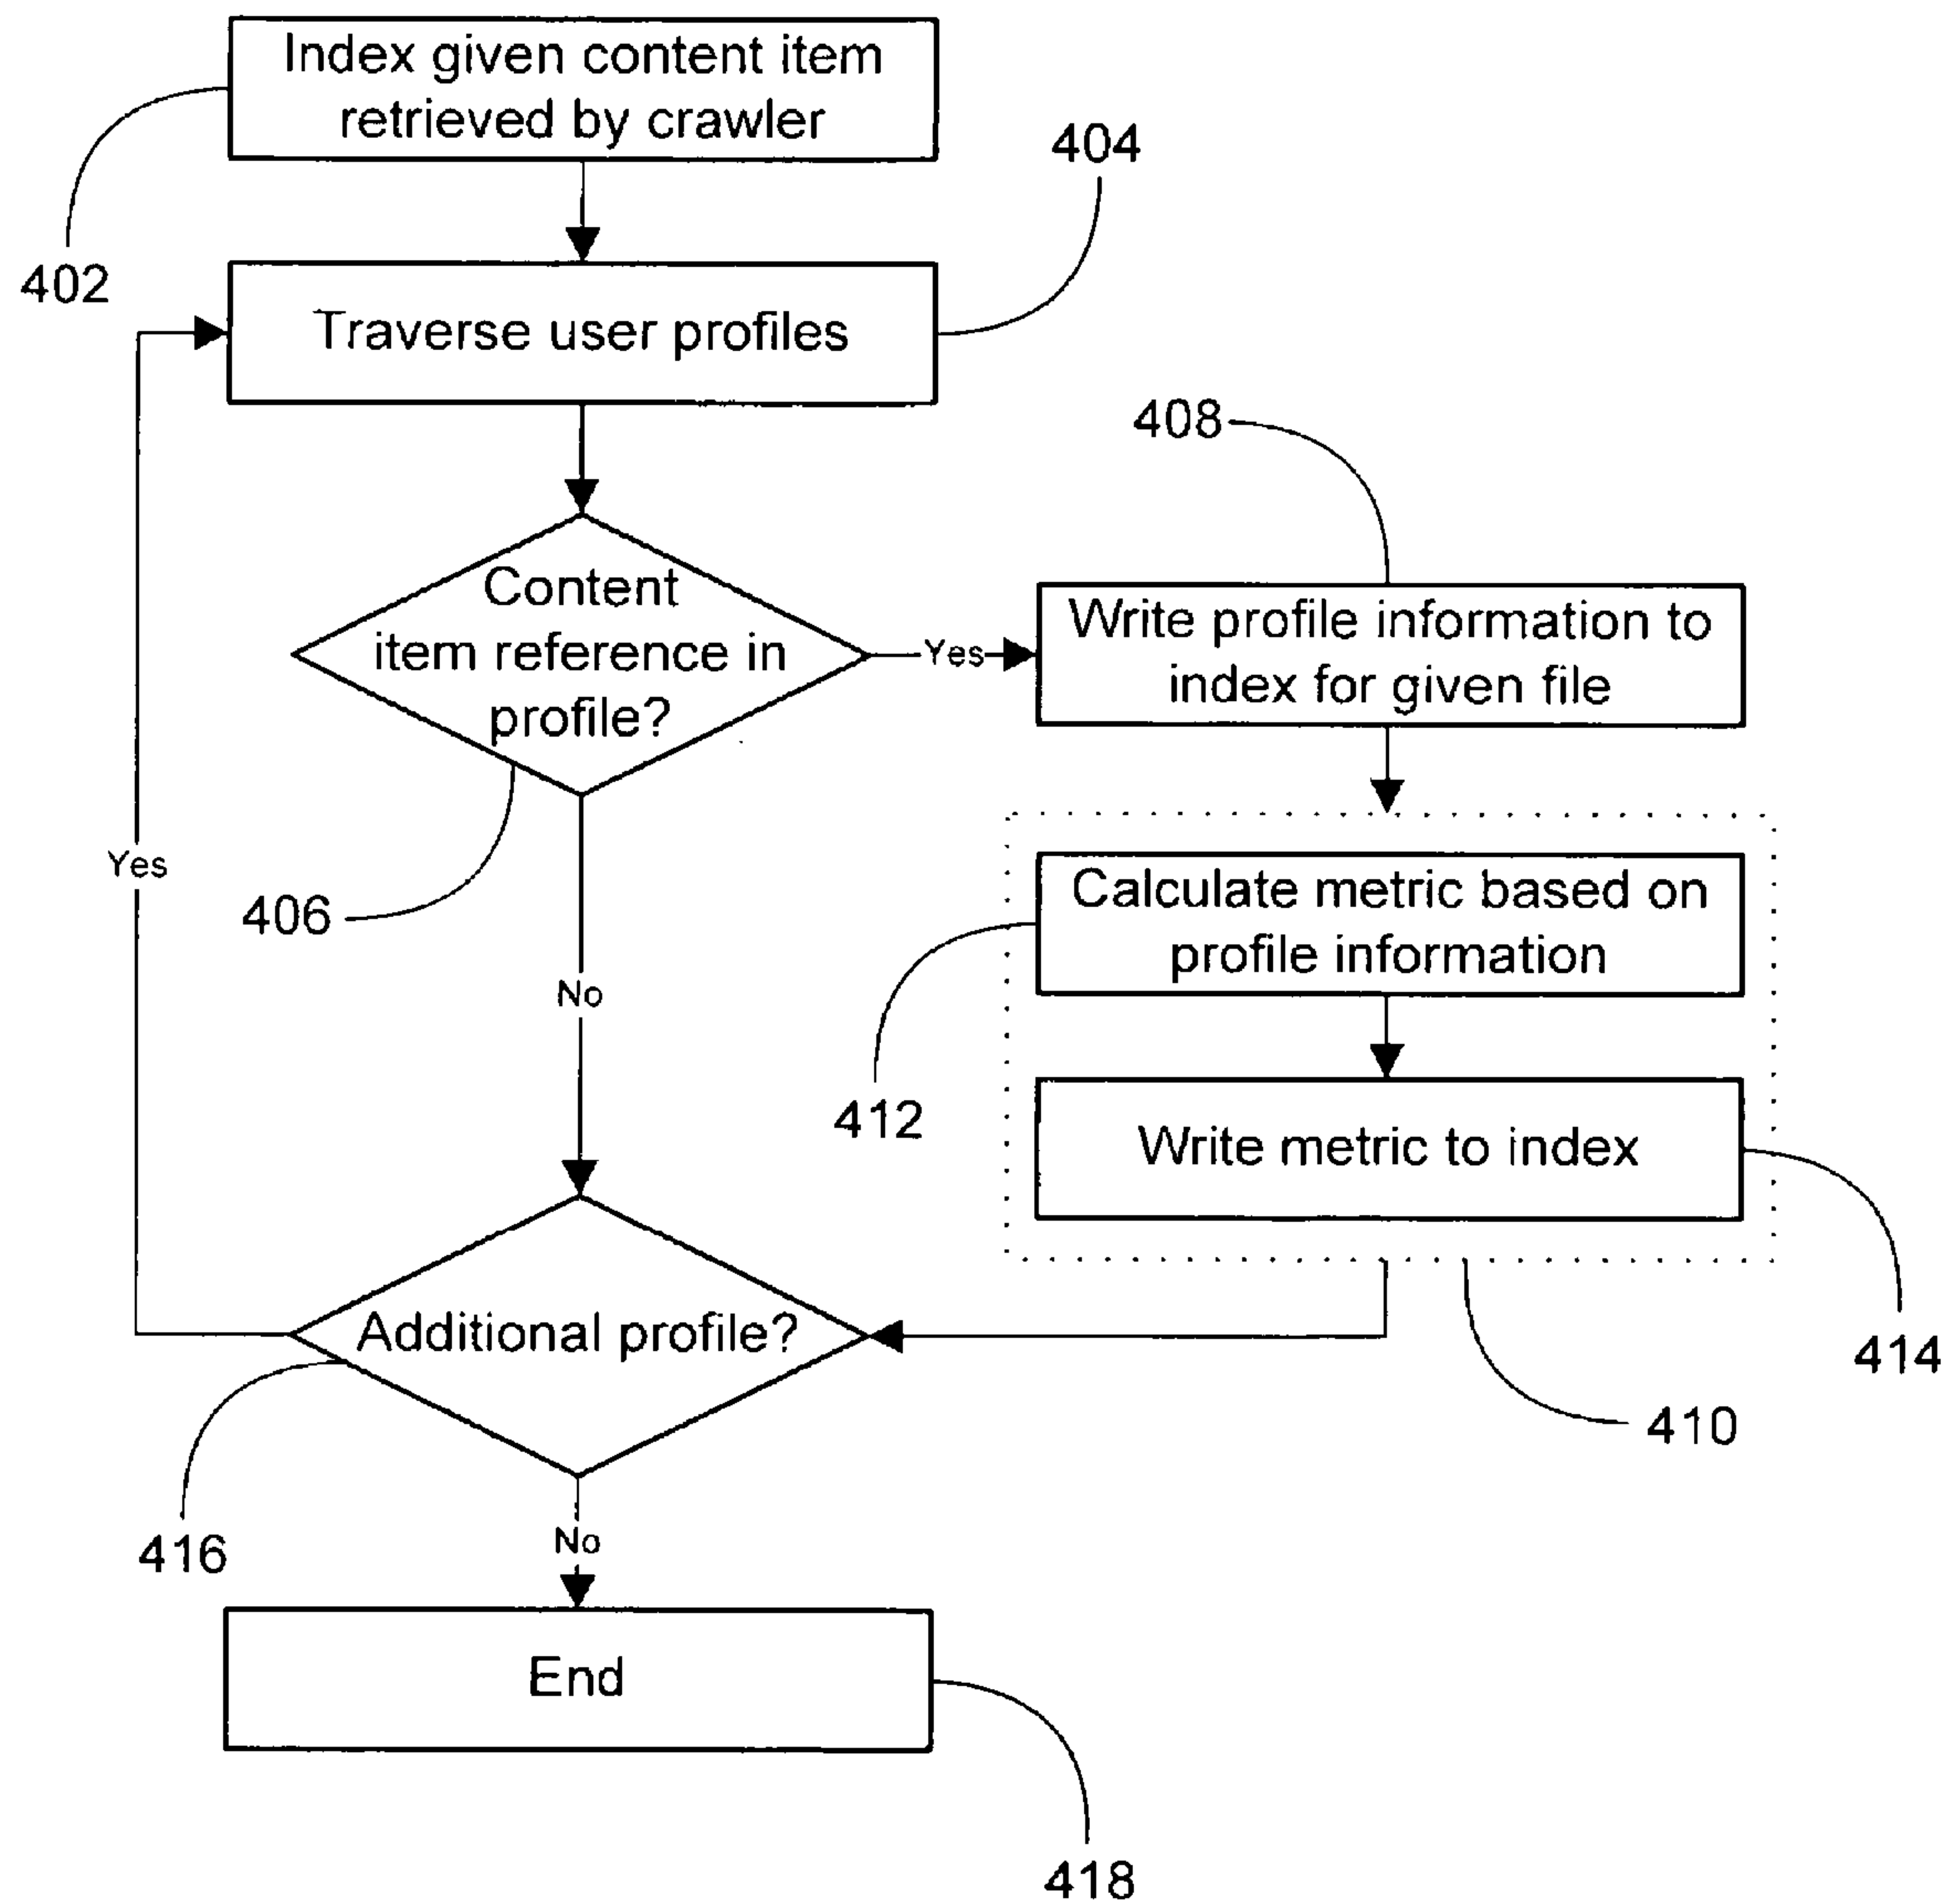 Index given content item
retrieved by crawler
404
402
Traverse user profiles
408
Content
item reference in
profile?
Yes
Write profile information to
index for given file
Yes
406
Calculate metric based on
profile information
No
412
Write metric to index
Additional profile?
414
410
416
No
End
418